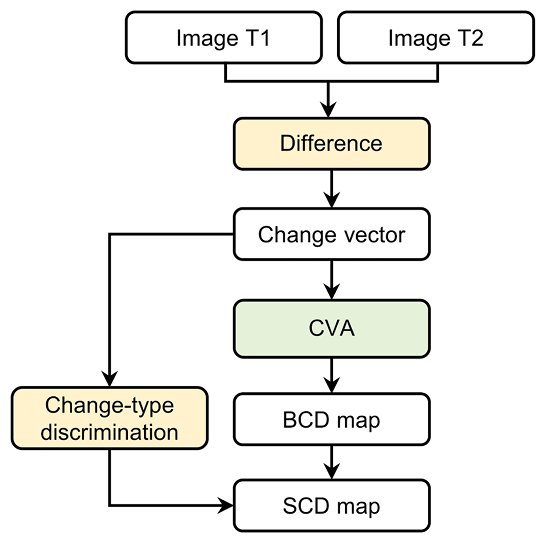 Image T1
Image T2
Difference
Change vector
CVA
Change-type
discrimination
BCD map
SCD map